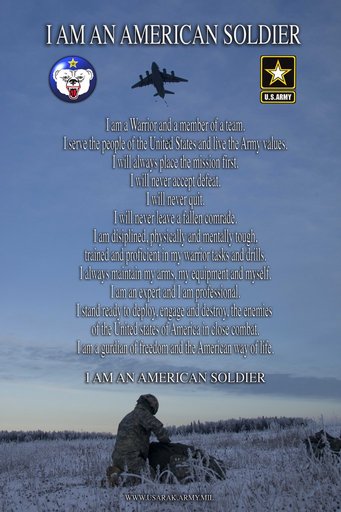 I AM AN AMERICAN SOLDIER
U.S.ARMY
I am a Warrior and a member of a team.
I serve the people of the United States and live the Army values.
I will always place the mission first.
I will never accept defeat.
I will never quit.
I will never leave a fallen comrade.
I am disiplined, physically and mentally tough,
trained and proficient in my warrior tasks and drills.
I always maintain my arms, my equipment and myself.
I am an expert and I am professional.
I stand ready to deploy, engage and destroy, the enemies
of the United states of America in close combat.
I am a gurdian of freedom and the American way of life.
I AM AN AMERICAN SOLDIER
WWW.USARAK.ARMY.MIL